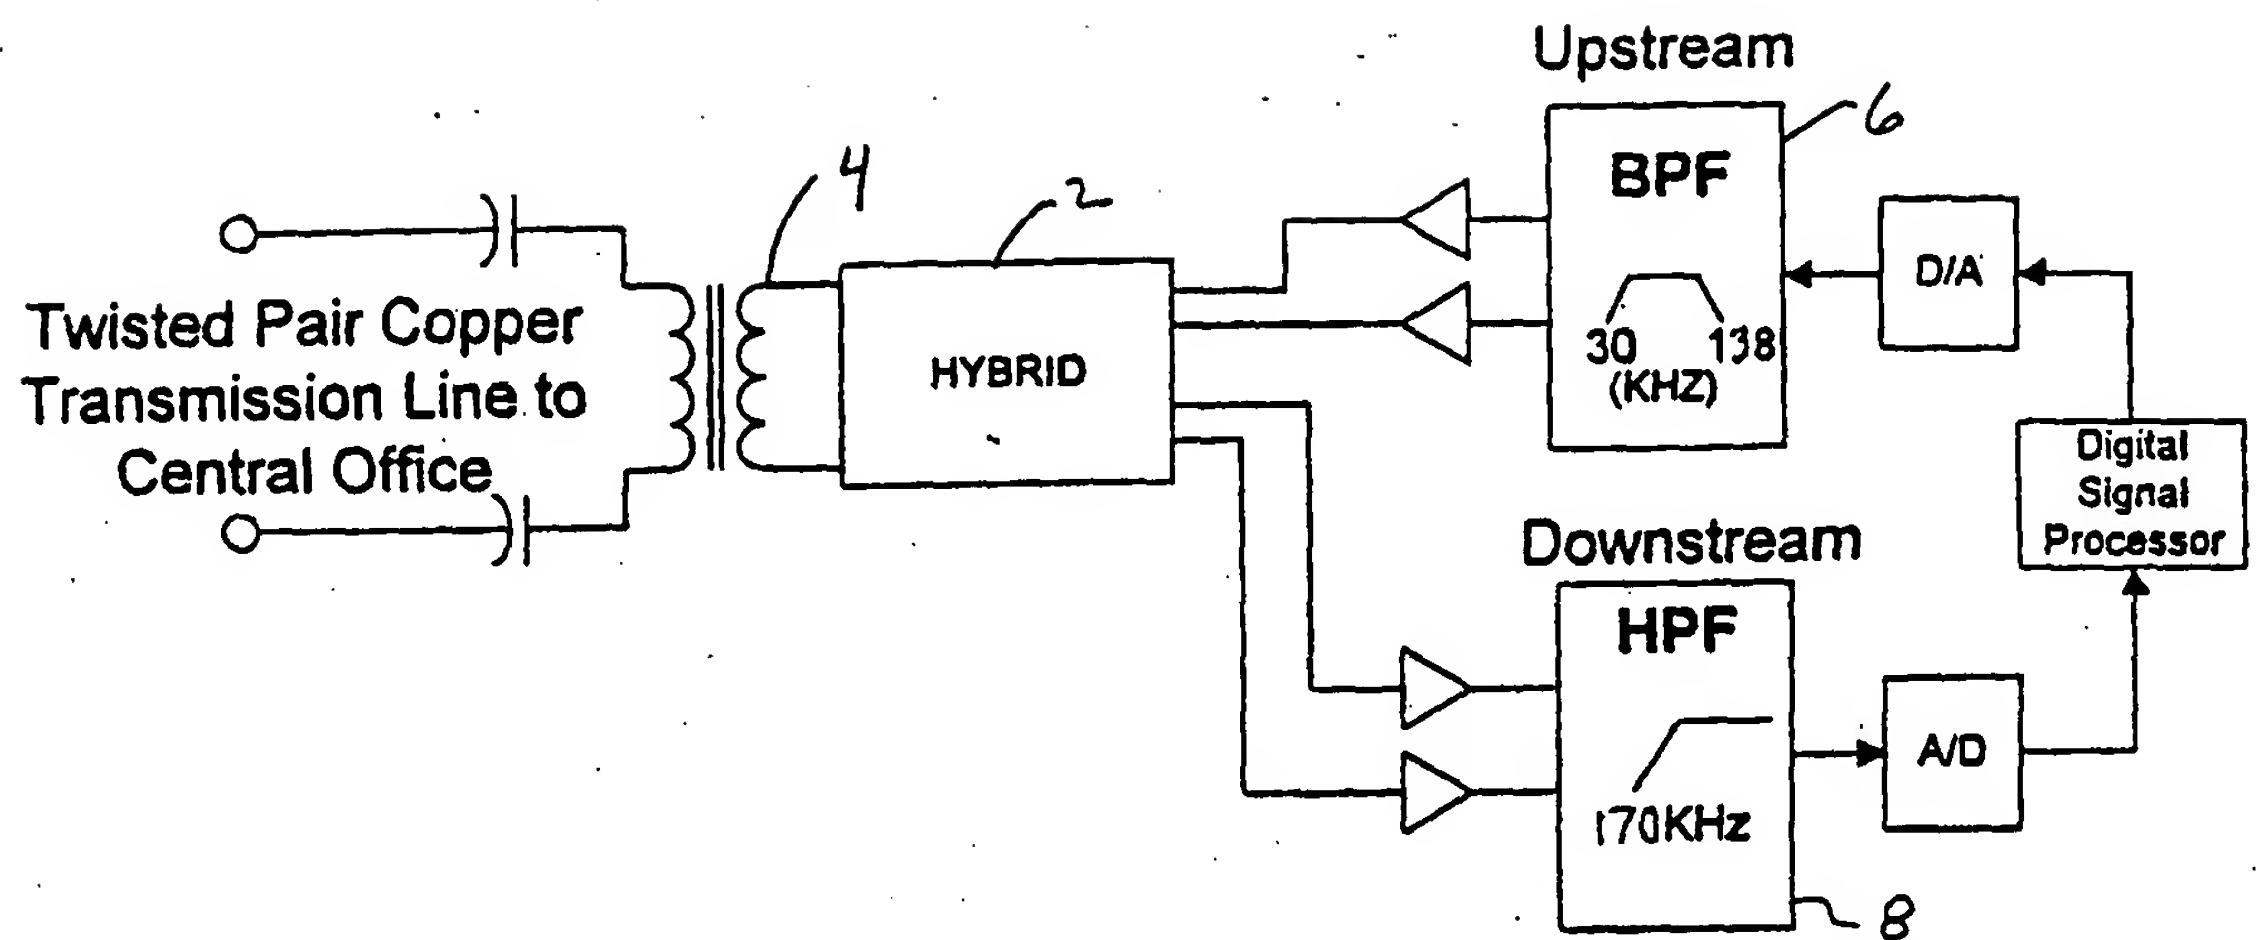 Upstream
6
BPF
4
2
D/A
Twisted Pair Copper
Transmission Line to
Central Office
HYBRID
30 138
(KHZ)
Digital
Signal
Processor
Downstream
HPF
A/D
170KHz
8